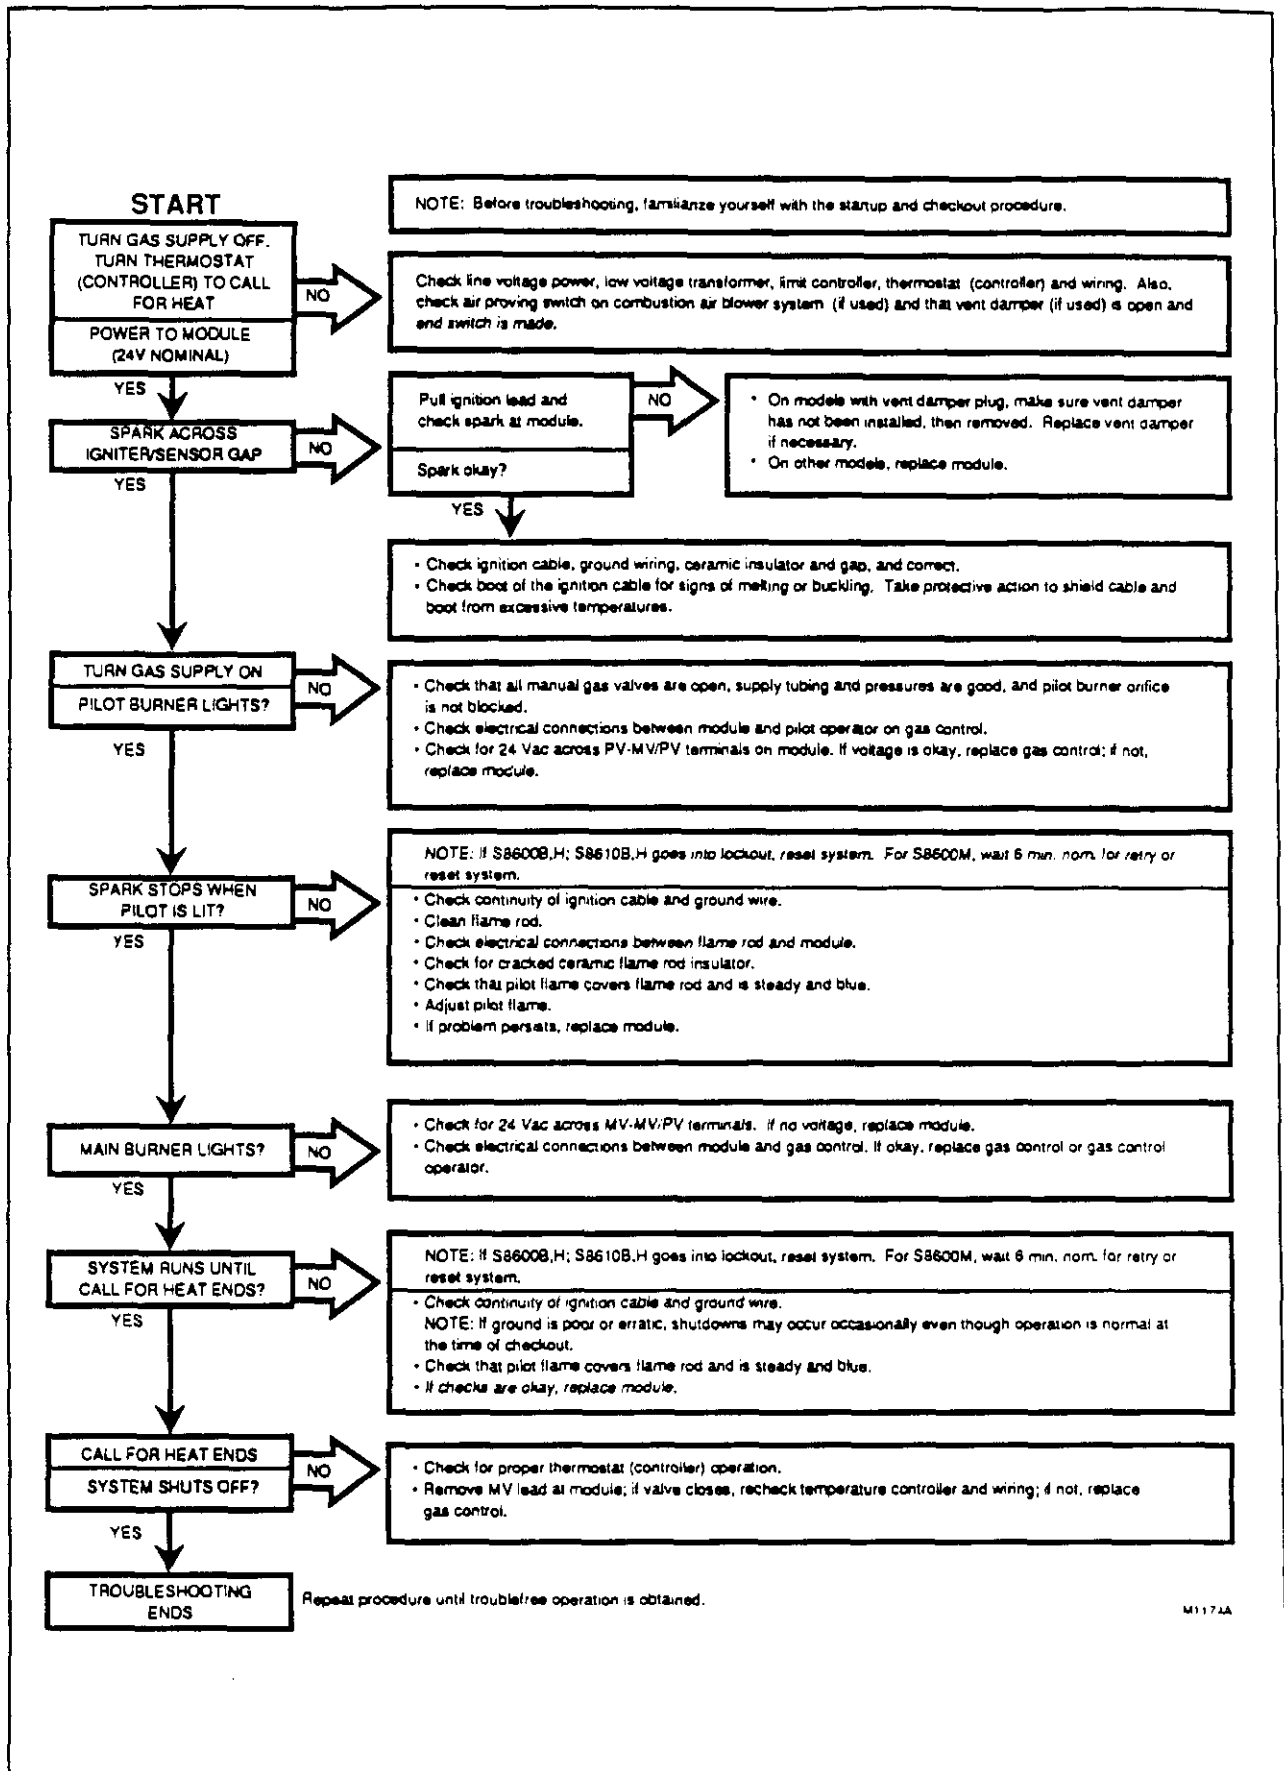 START
NOTE: Before troubleshooting, familiarize yourself with the startup and checkout procedure.
TURN GAS SUPPLY OFF.
TURN THERMOSTAT
(CONTROLLER) TO CALL
FOR HEAT
POWER TO MODULE
(24V NOMINAL)
NO
Check line voltage power, low voltage transformer, limit controller, thermostat (controller) and wiring. Also,
check air proving switch on combustion air blower system (if used) and that vent damper (if used) is open and
end switch is made.
YES
SPARK ACROSS
IGNITER/SENSOR GAP
NO
Pull ignition lead and
check spark at module.
Spark okay?
NO
• On models with vent damper plug, make sure vent damper
has not been installed, then removed. Replace vent damper
if necessary.
• On other models, replace module.
YES
YES
• Check ignition cable, ground wiring, ceramic insulator and gap, and correct.
• Check boot of the ignition cable for signs of melting or buckling. Take protective action to shield cable and
boot from excessive temperatures.
TURN GAS SUPPLY ON
PILOT BURNER LIGHTS?
NO
• Check that all manual gas valves are open, supply tubing and pressures are good, and pilot burner orifice
is not blocked.
• Check electrical connections between module and pilot operator on gas control.
• Check for 24 Vac across PV-MV/PV terminals on module. If voltage is okay, replace gas control; if not,
replace module.
YES
SPARK STOPS WHEN
PILOT IS LIT?
NO
NOTE: If S8600B,H; S8610B,H goes into lockout, reset system. For S8600M, wait 6 min. nom. for retry or
reset system.
• Check continuity of ignition cable and ground wire.
• Clean flame rod.
• Check electrical connections between flame rod and module.
• Check for cracked ceramic flame rod insulator.
• Check that pilot flame covers flame rod and is steady and blue.
• Adjust pilot flame.
• If problem persists, replace module.
YES
MAIN BURNER LIGHTS?
NO
• Check for 24 Vac across MV-MV/PV terminals. If no voltage, replace module.
• Check electrical connections between module and gas control. If okay, replace gas control or gas control
operator.
YES
SYSTEM RUNS UNTIL
CALL FOR HEAT ENDS?
NO
NOTE: If S8600B,H; S8610B,H goes into lockout, reset system. For S8600M, wait 6 min. nom. for retry or
reset system.
• Check continuity of ignition cable and ground wire.
NOTE: If ground is poor or erratic, shutdowns may occur occasionally even though operation is normal at
the time of checkout.
• Check that pilot flame covers flame rod and is steady and blue.
• If checks are okay, replace module.
YES
CALL FOR HEAT ENDS
SYSTEM SHUTS OFF?
NO
• Check for proper thermostat (controller) operation.
• Remove MV lead at module; if valve closes, recheck temperature controller and wiring; if not, replace
gas control.
YES
TROUBLESHOOTING
ENDS
Repeat procedure until troublefree operation is obtained.